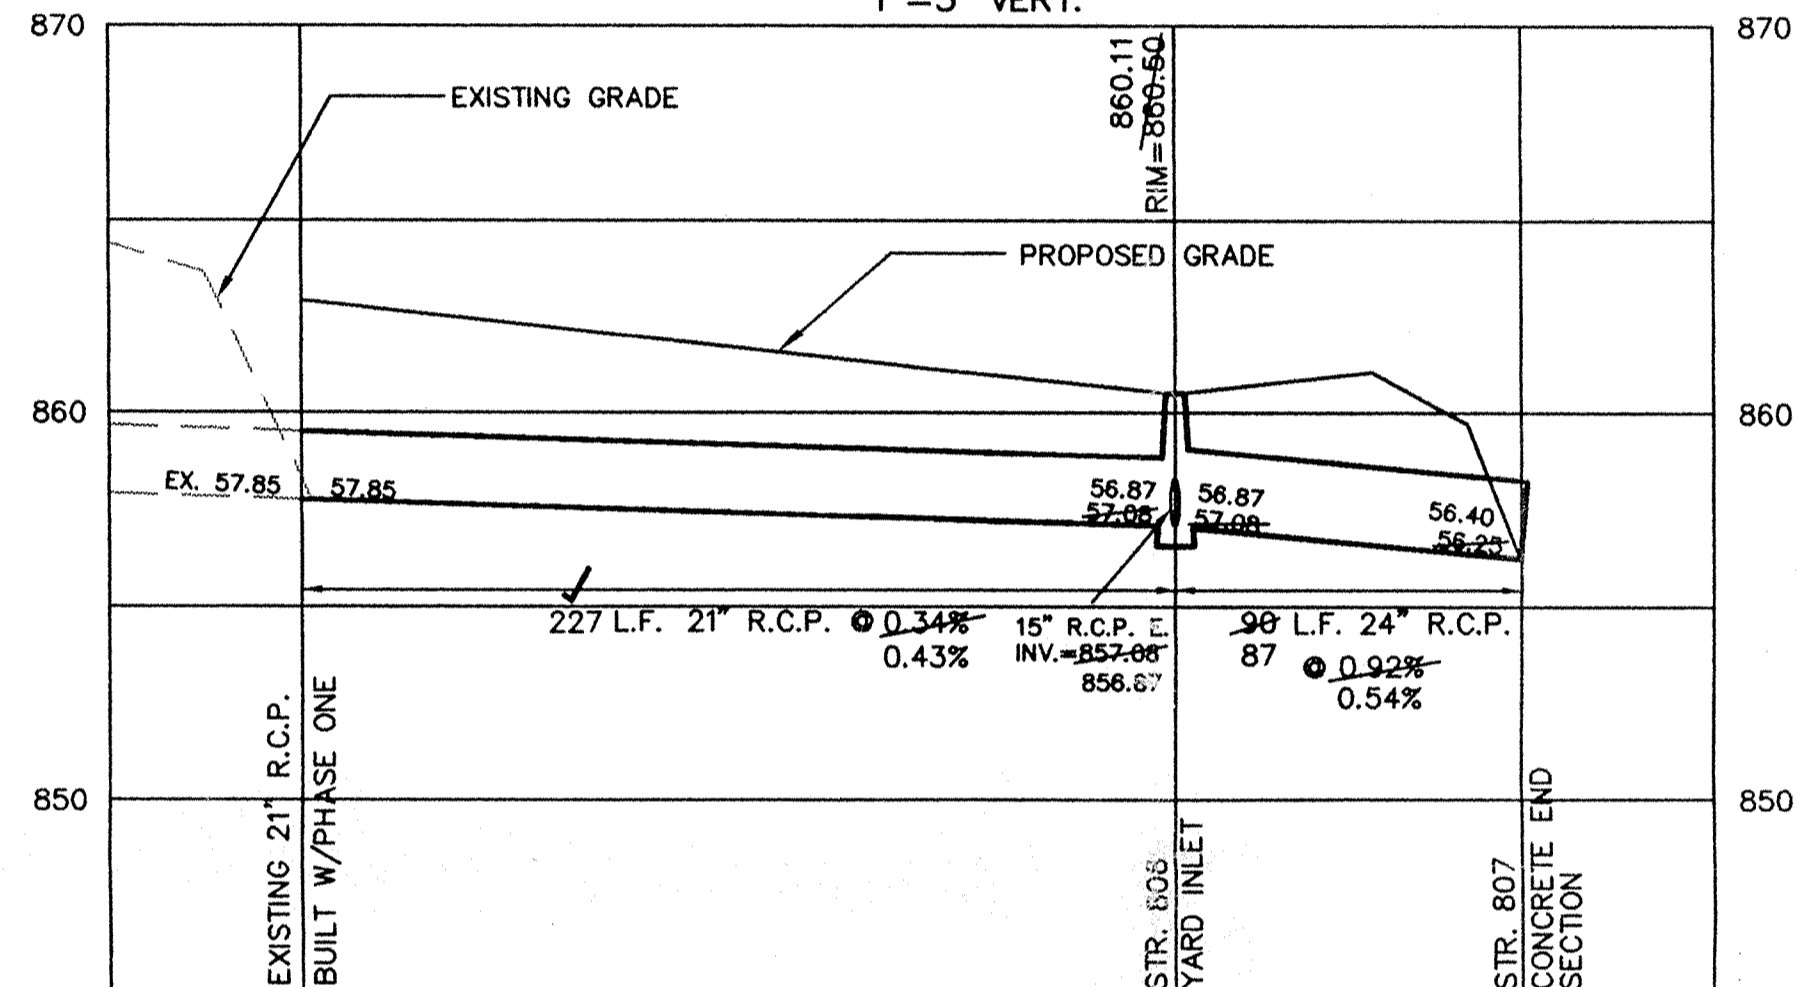 870
870
EXISTING GRADE
860.11
RIM=860.50
PROPOSED GRADE
860
860
EX. 57.85
57.85
56.87
57.08
56.87
57.08
56.40
56.25
227 L.F. 21" R.C.P. @ 0.34%
0.43%
15" R.C.P. E.
INV.=857.08
856.87
90 L.F. 24" R.C.P.
87
@ 0.92%
0.54%
850
850
EXISTING 21" R.C.P.
BUILT W/PHASE ONE
STR. 808
YARD INLET
STR. 807
CONCRETE END
SECTION